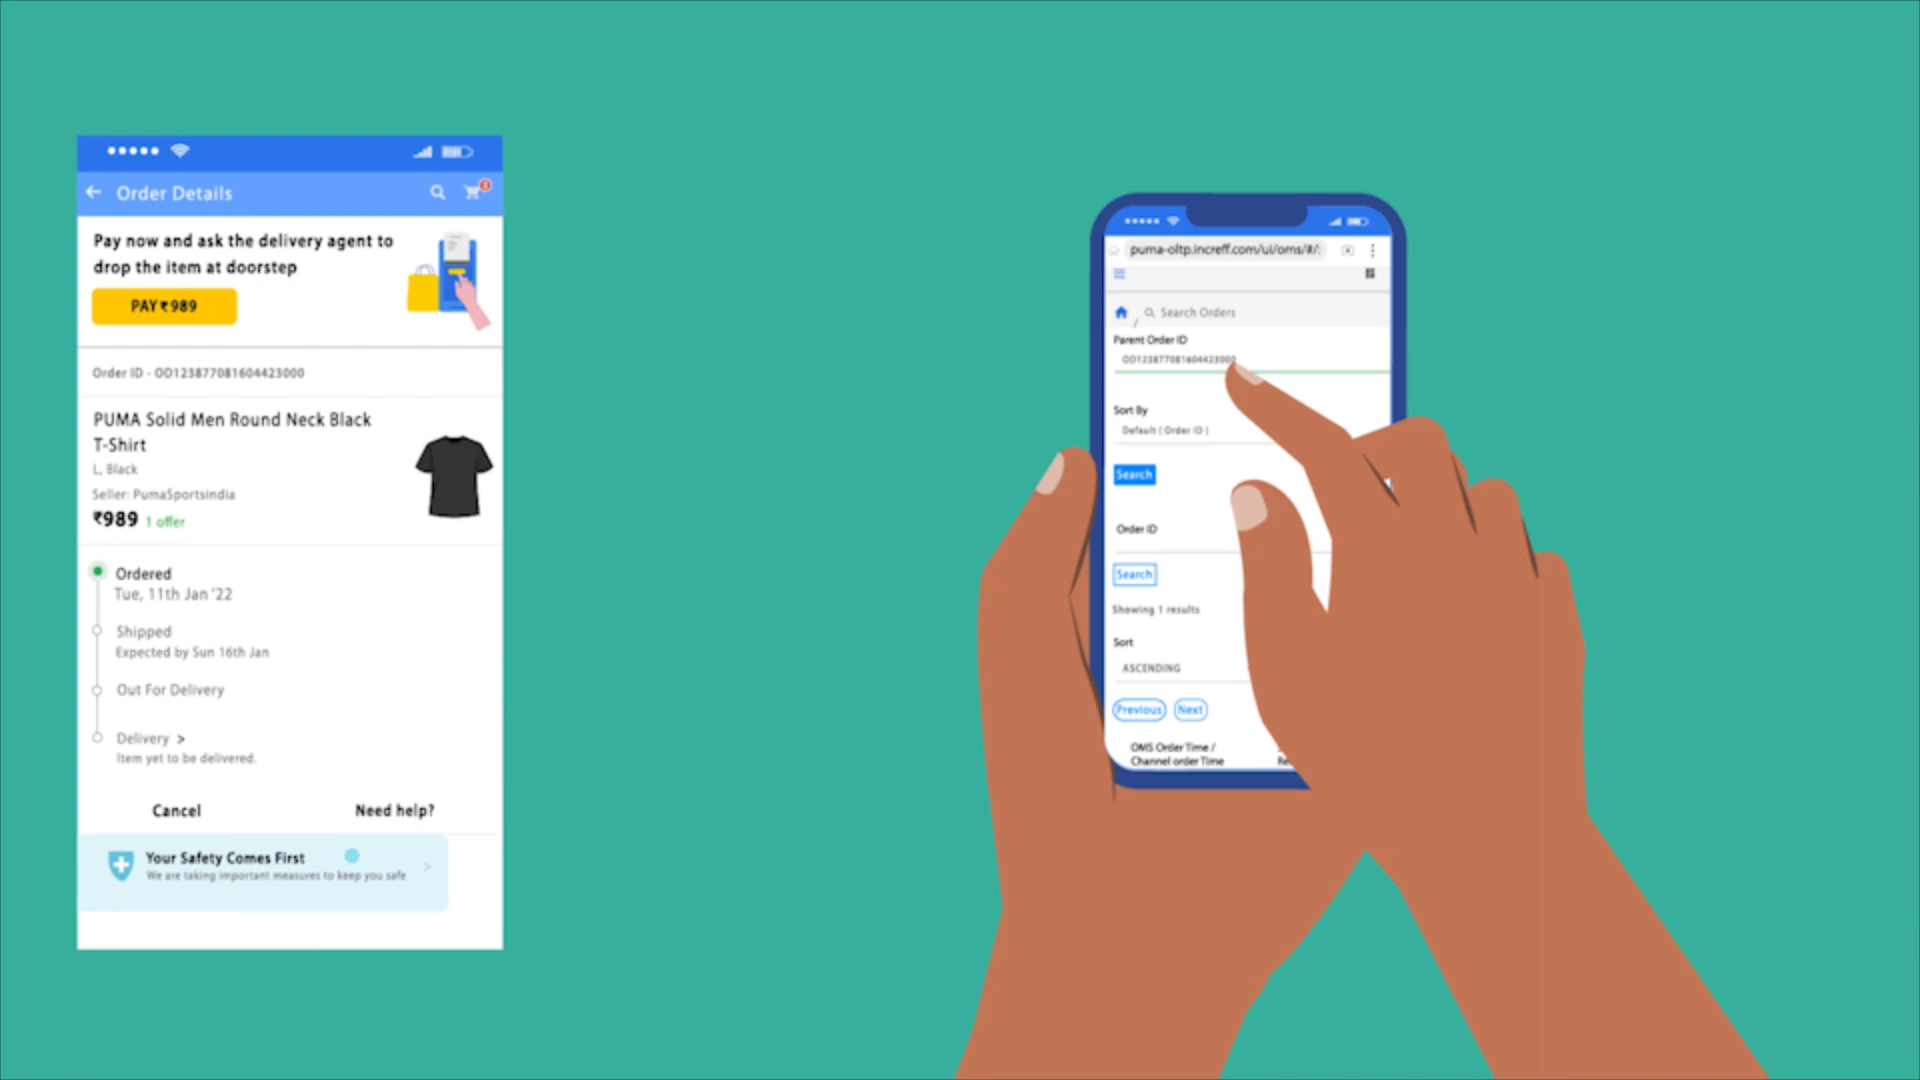 Order Details
Pay now and ask the delivery agent to
drop the item at doorstep
PAY ₹989
Order ID - OD123877081604423000
PUMA Solid Men Round Neck Black
T-Shirt
L, Black
Seller: PumaSportsindia
₹989 1 offer
Ordered
Tue, 11th Jan '22
Shipped
Expected by Sun 16th Jan
Out For Delivery
Delivery >
Item yet to be delivered.
Cancel
Need help?
Your Safety Comes First
We are taking important measures to keep you safe
puma-oltp.increff.com/ui/oms/#/:
/ Search Orders
Parent Order ID
OD123877081604423000
Sort By
Default ( Order ID )
Search
Order ID
Search
Showing 1 results
Sort
ASCENDING
Previous Next
OMS Order Time /
Channel order Time